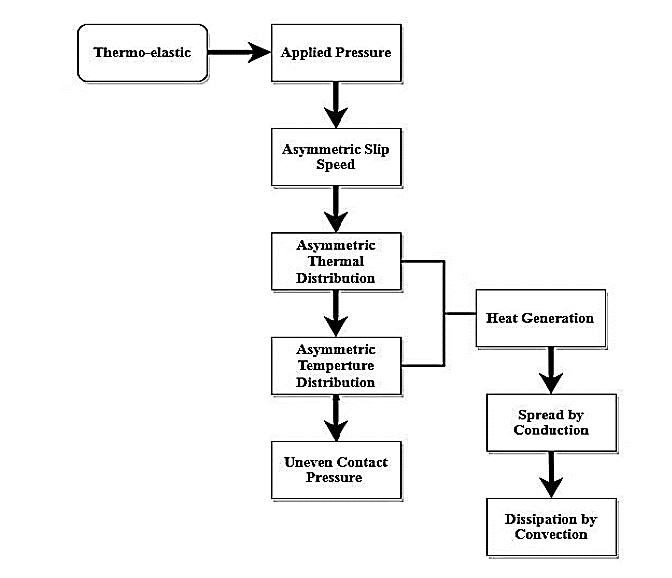 Thermo-elastic
Applied Pressure
Asymmetric Slip
Speed
Asymmetric
Thermal
Distribution
Asymmetric
Temperture
Distribution
Uneven Contact
Pressure
Heat Generation
Spread by
Conduction
Dissipation by
Convection